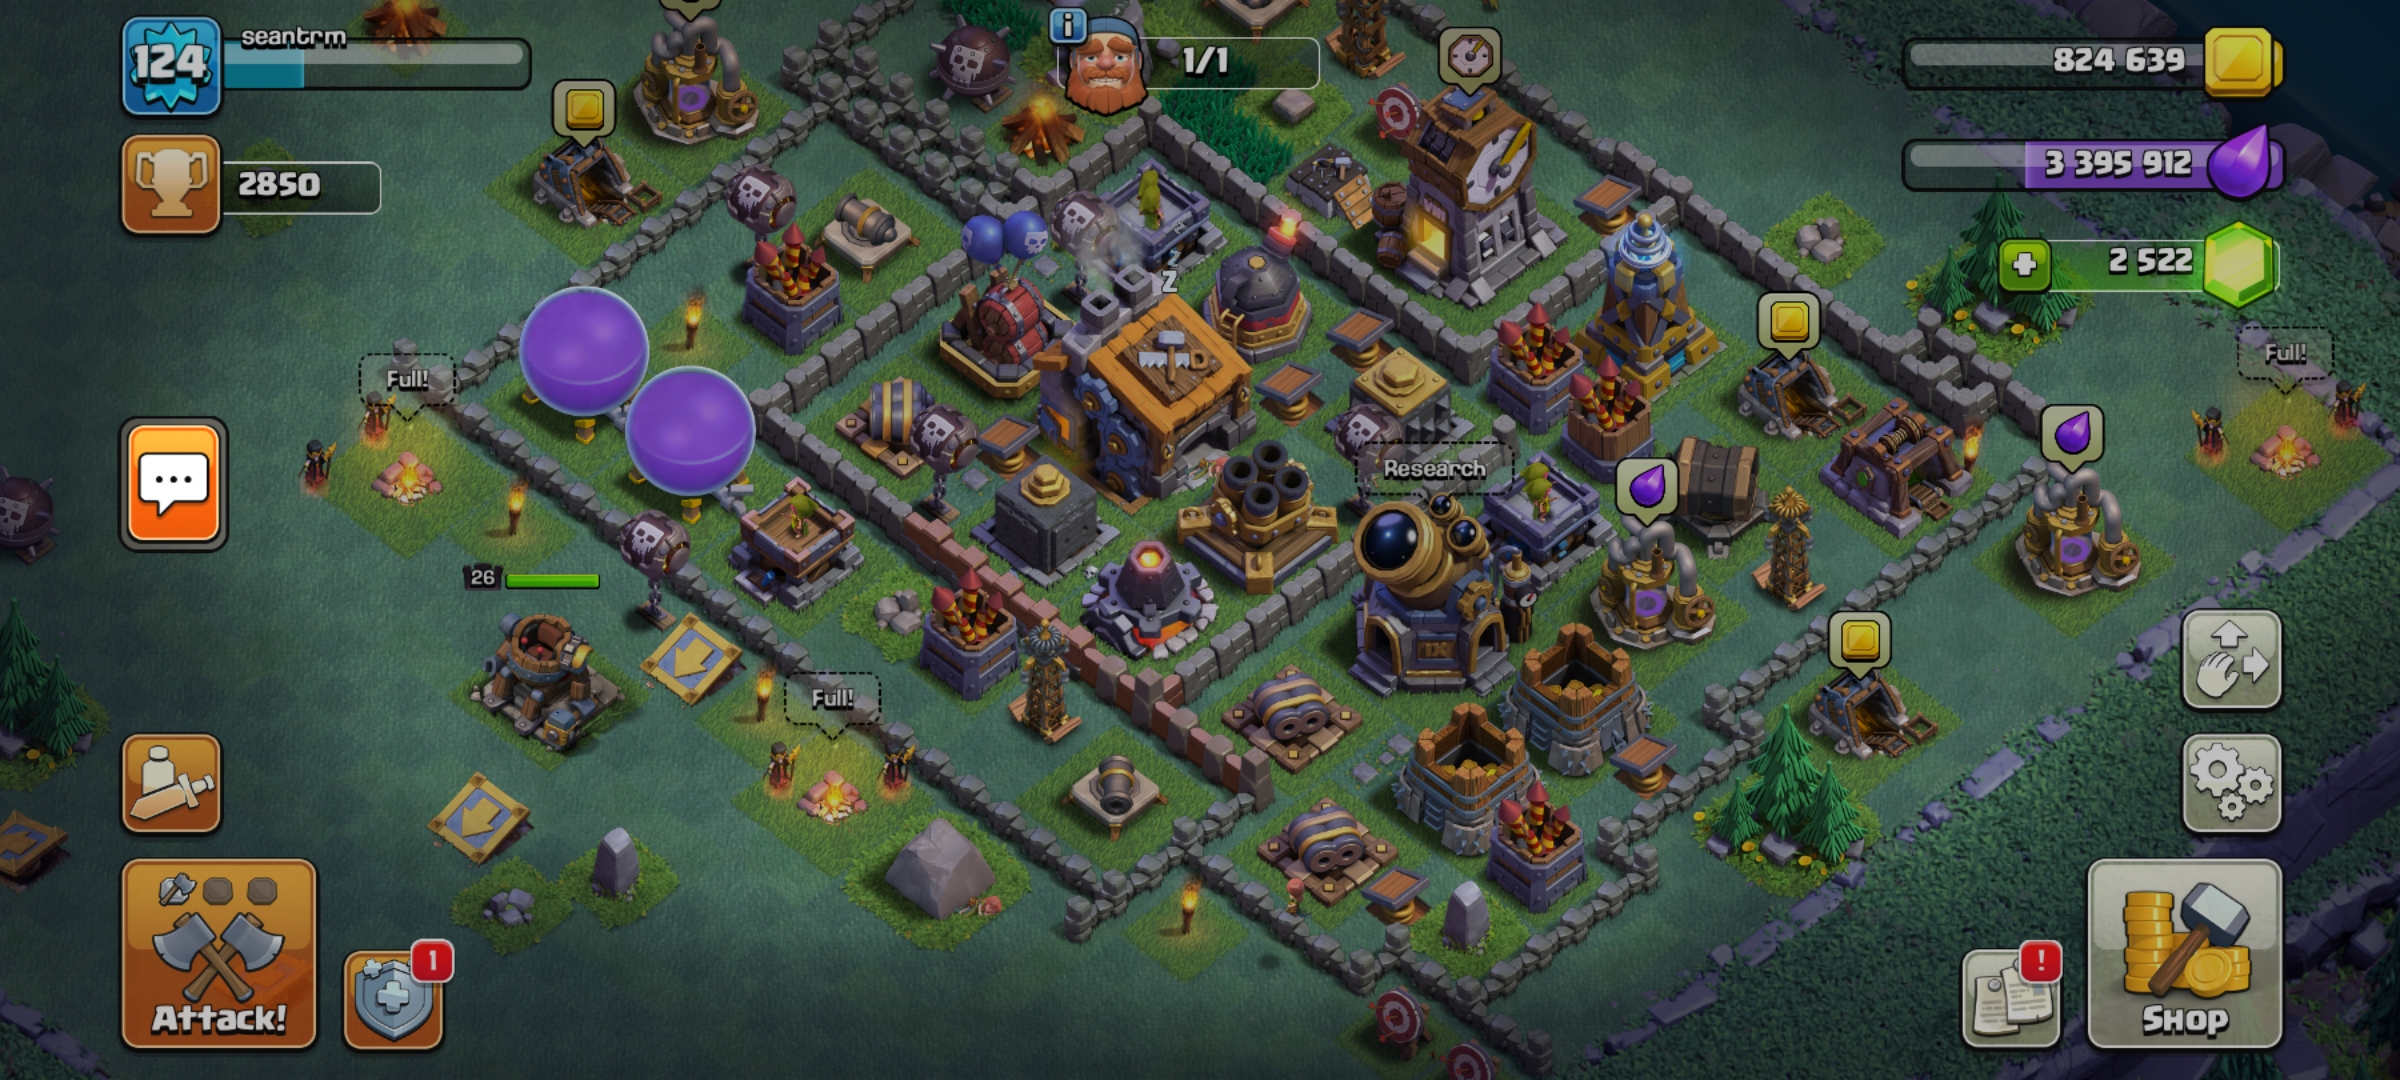 124
seantrm
i
1/1
824 639
2850
3 395 912
2 522
z
Z
Full!
Full!
Research
26
Full!
Attack!
1
!
Shop